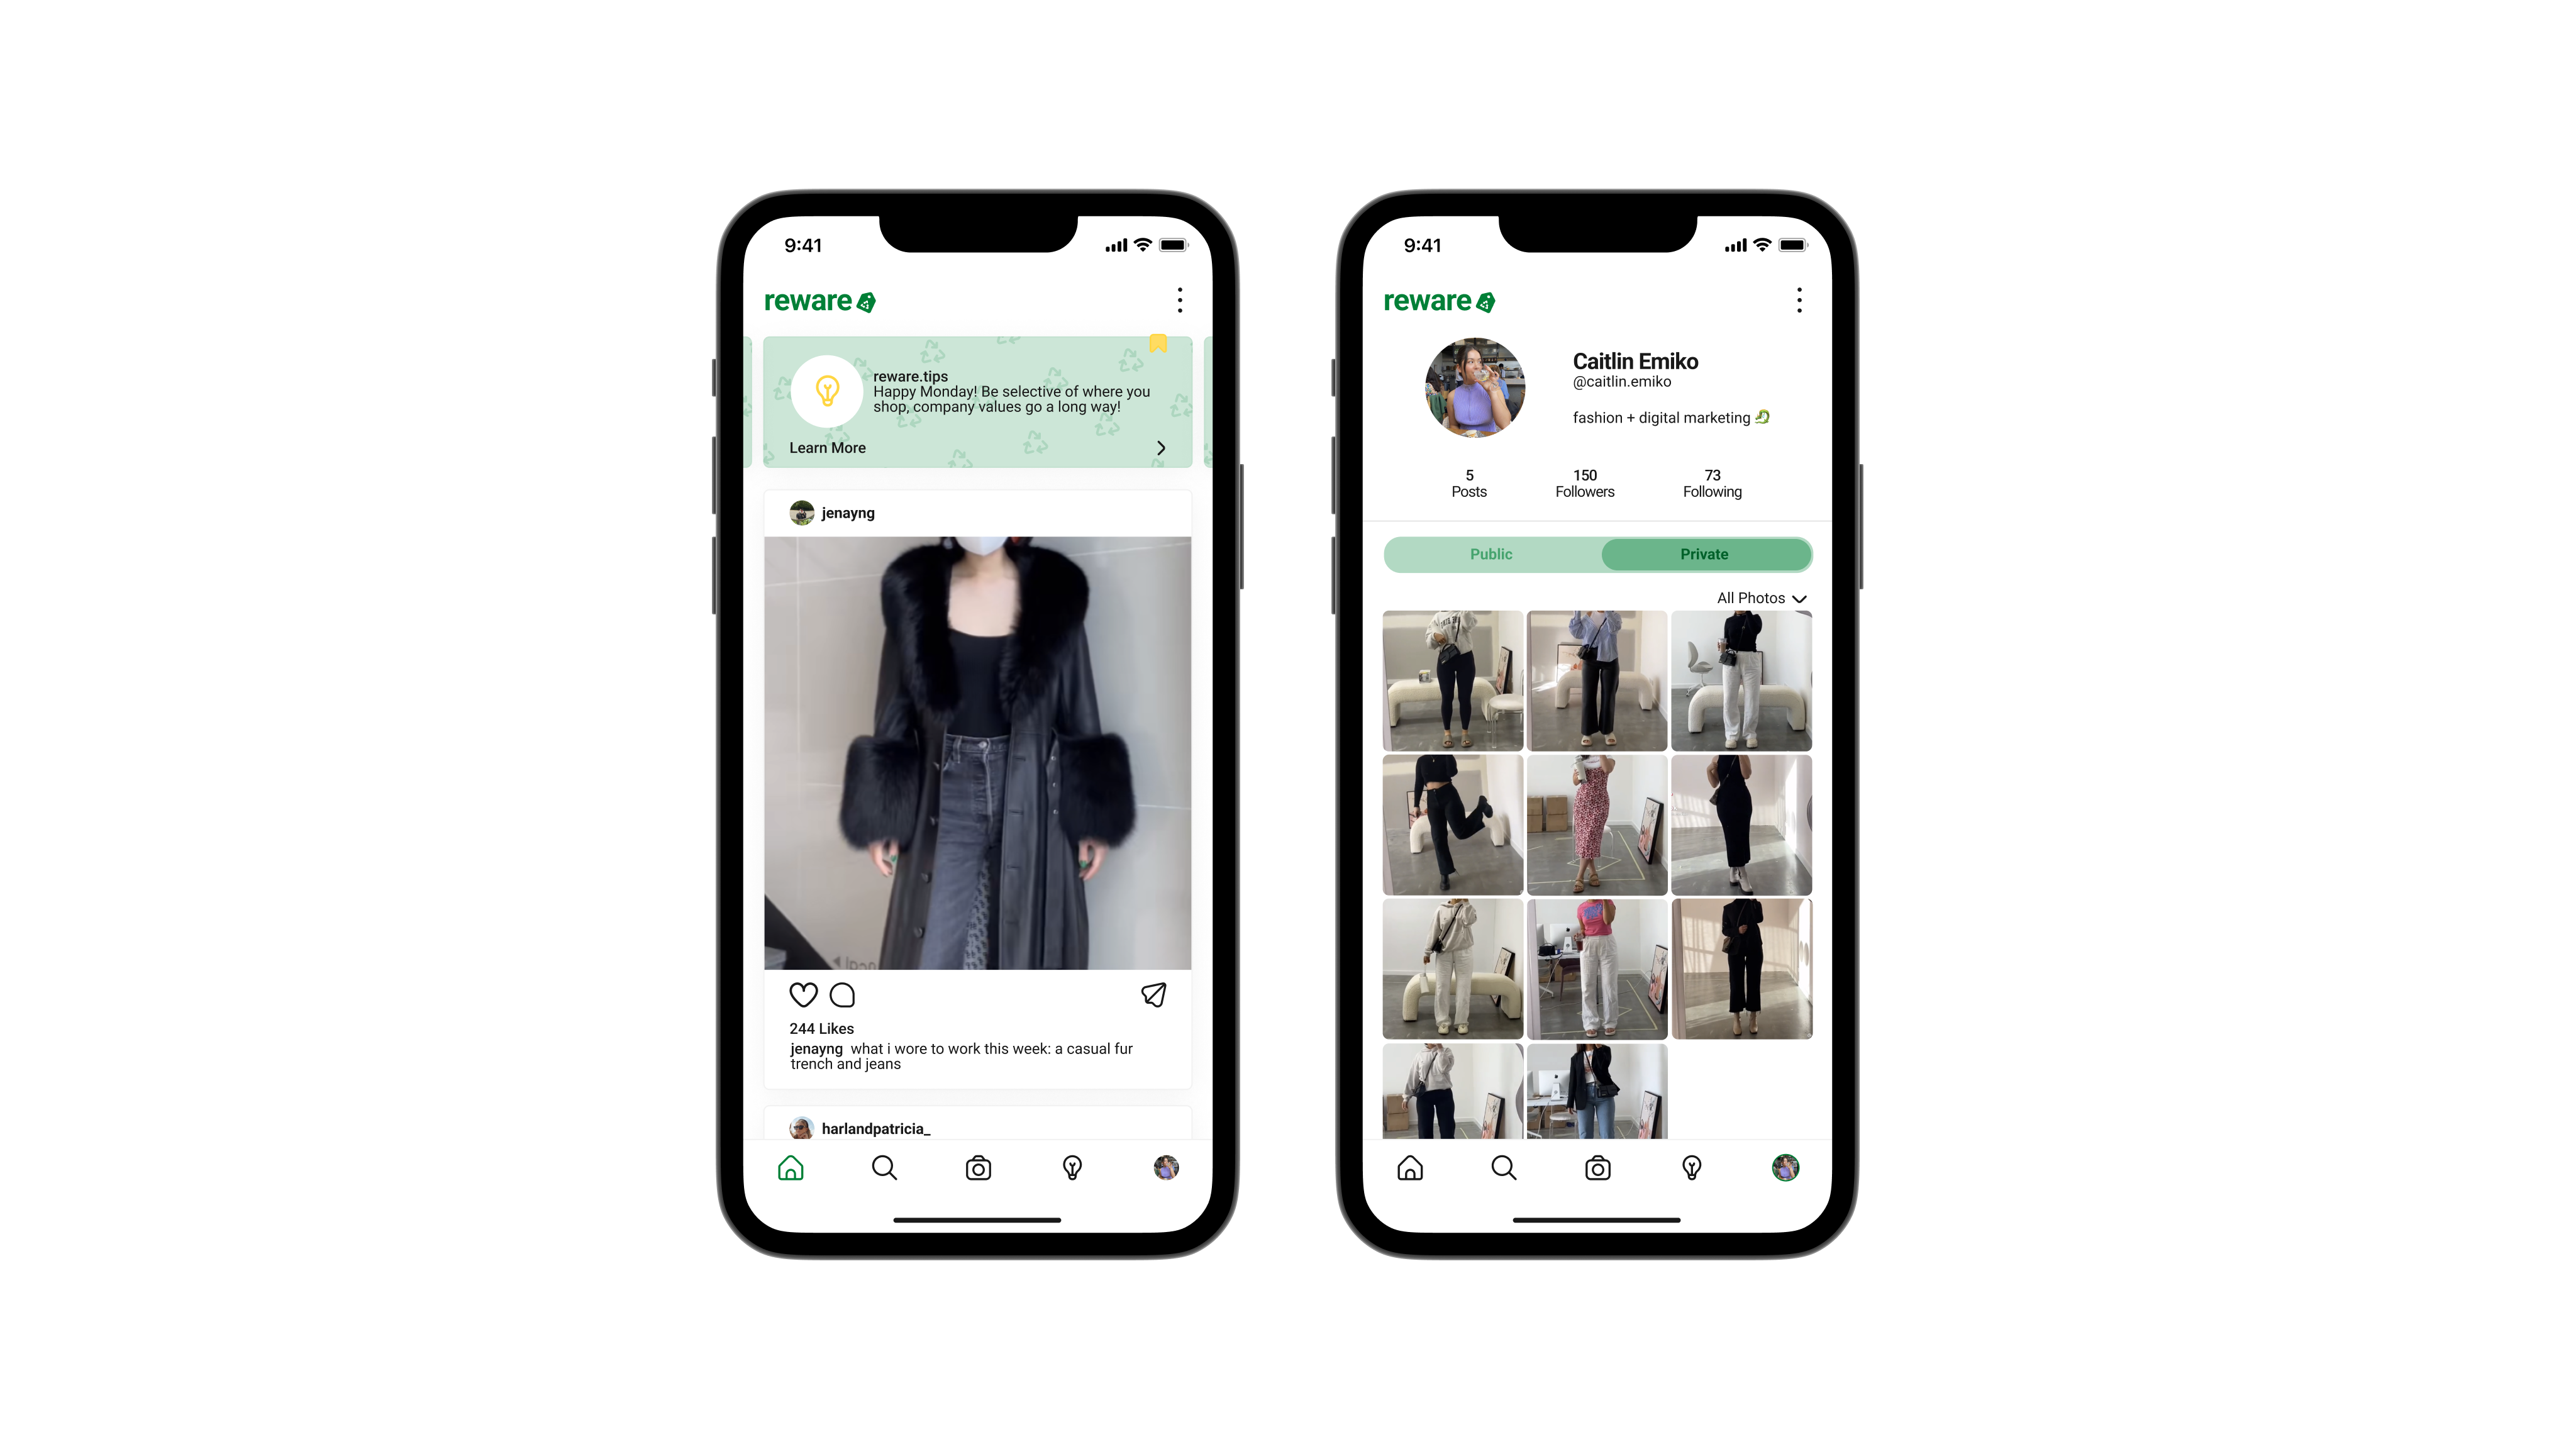 9:41
reware
reware.tips
Happy Monday! Be selective of where you
shop, company values go a long way!
Learn More
jenayng
244 Likes
jenayng what i wore to work this week: a casual fur
trench and jeans
harlandpatricia_
9:41
reware
Caitlin Emiko
@caitlin.emiko
fashion + digital marketing 🐉
5 150 73
Posts Followers Following
Public Private
All Photos